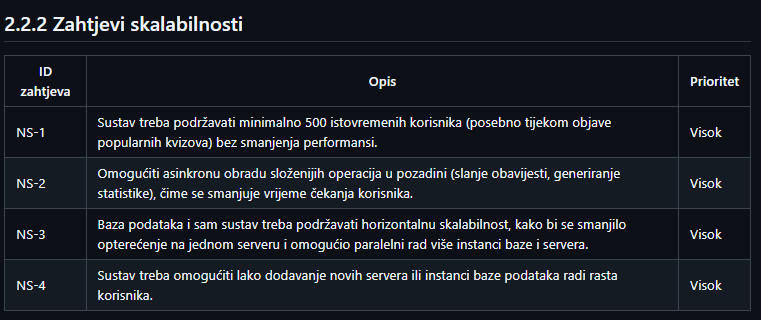 2.2.2 Zahtjevi skalabilnosti
ID
zahtjeva
Opis
Prioritet
NS-1
Sustav treba podržavati minimalno 500 istovremenih korisnika (posebno tijekom objave
popularnih kvizova) bez smanjenja performansi.
Visok
NS-2
Omogućiti asinkronu obradu složenijih operacija u pozadini (slanje obavijesti, generiranje
statistike), čime se smanjuje vrijeme čekanja korisnika.
Visok
NS-3
Baza podataka i sam sustav treba podržavati horizontalnu skalabilnost, kako bi se smanjilo
opterećenje na jednom serveru i omogućio paralelni rad više instanci baze i servera.
Visok
NS-4
Sustav treba omogućiti lako dodavanje novih servera ili instanci baze podataka radi rasta
korisnika.
Visok